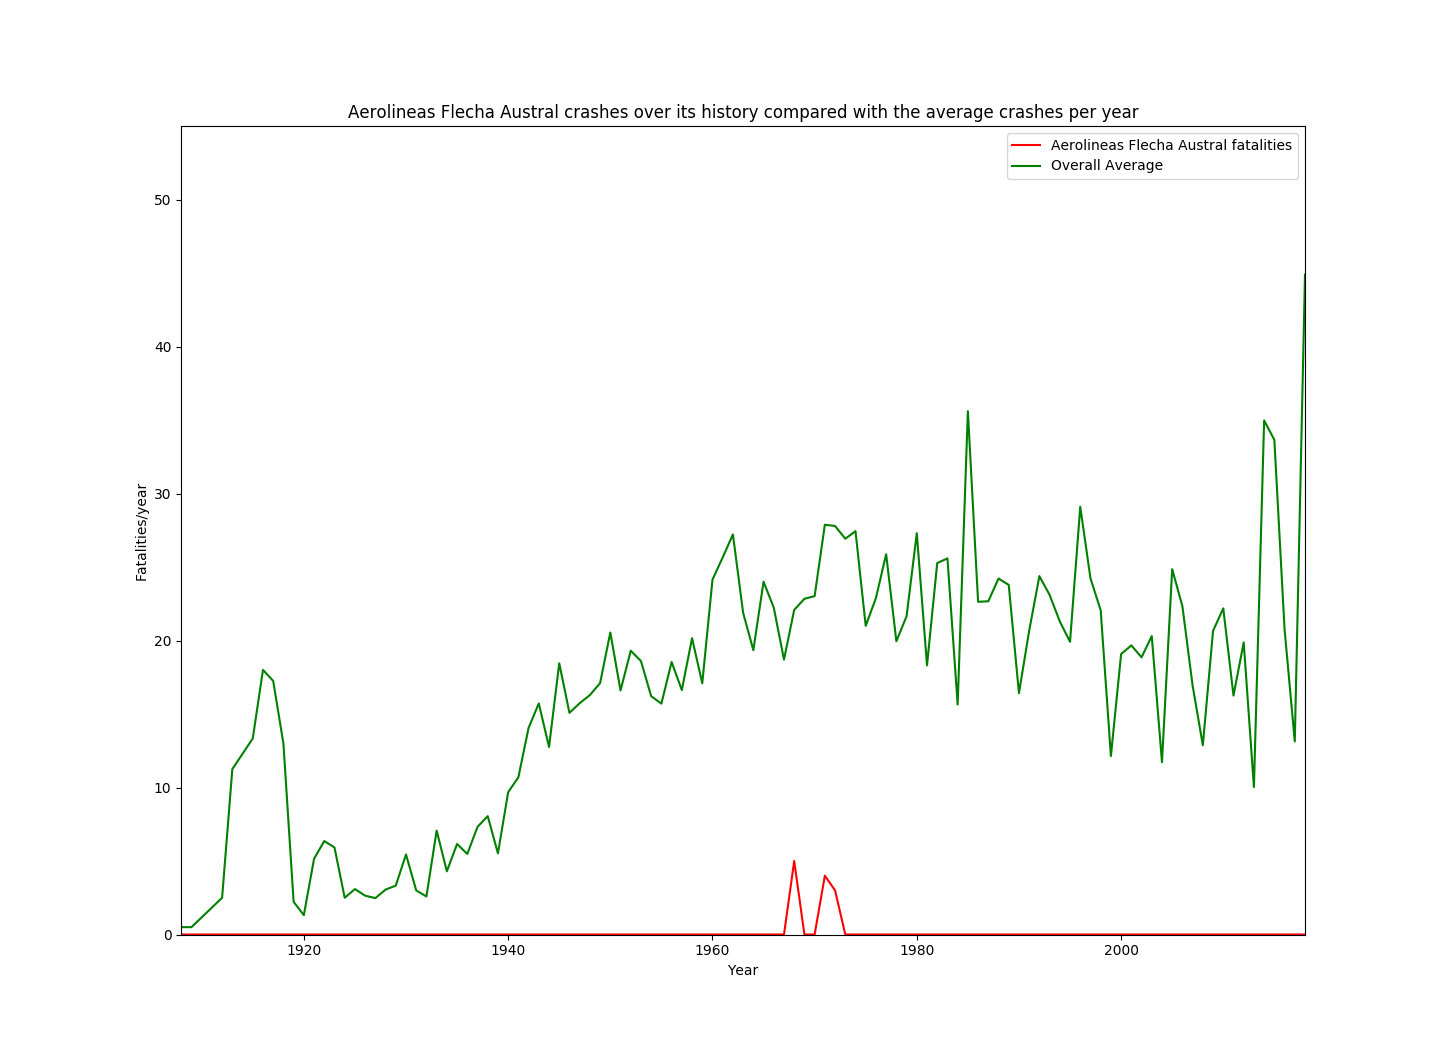 Aerolineas Flecha Austral crashes over its history compared with the average crashes per year
Aerolineas Flecha Austral fatalities
Overall Average
50
40
30
20
10
0
Fatalities/year
1920
1940
1960
1980
2000
Year